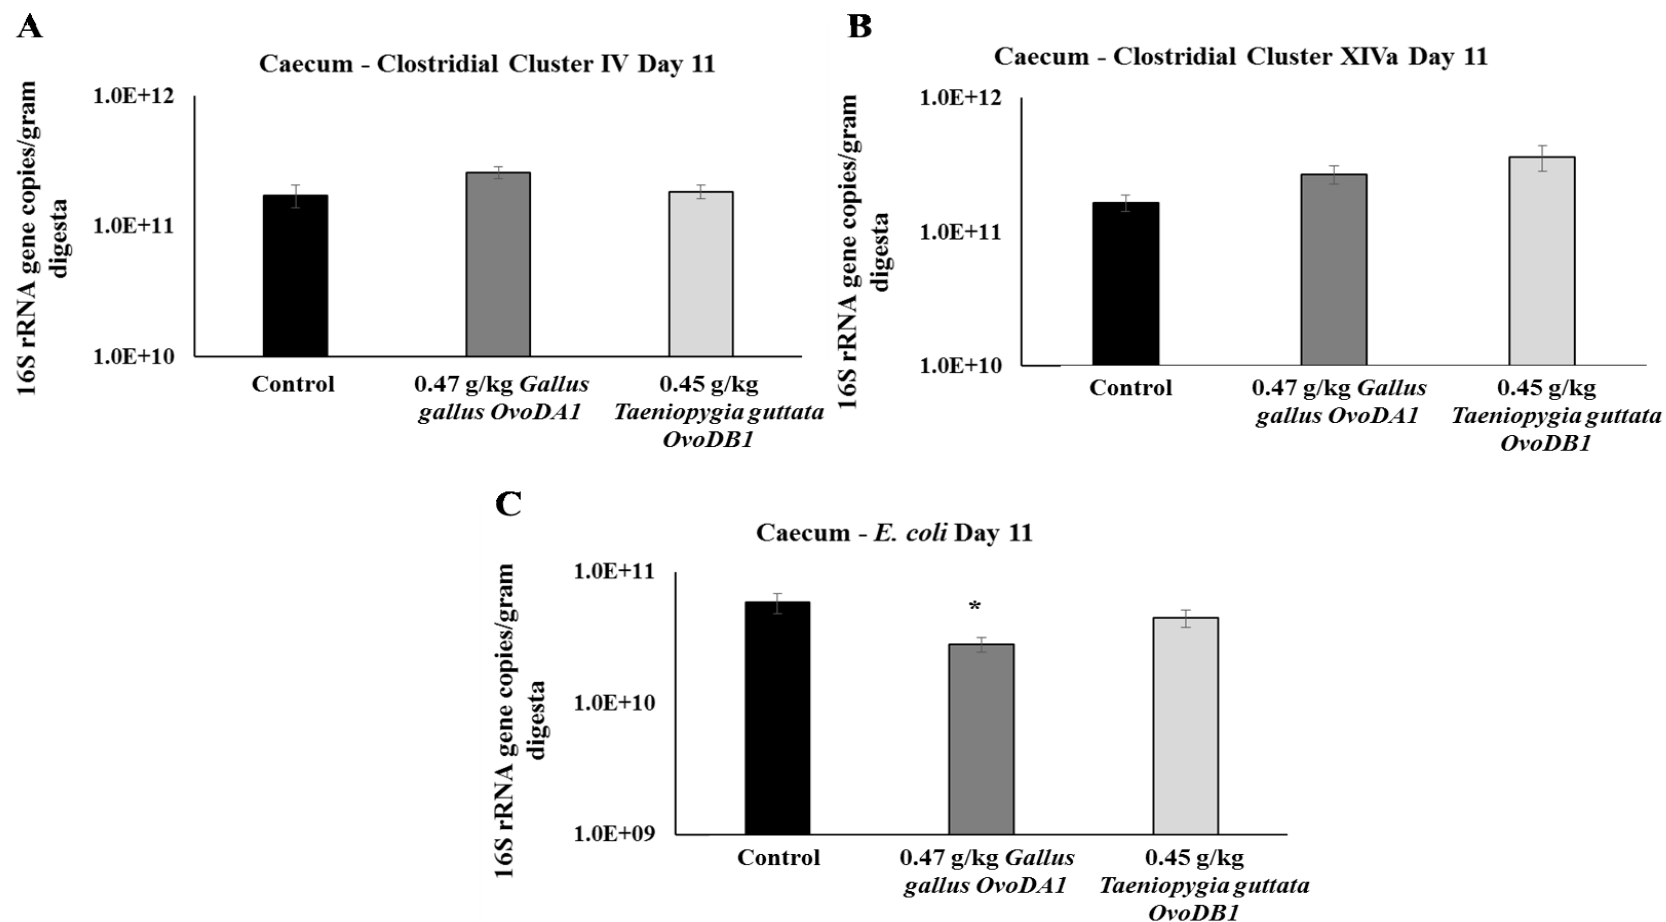 A
Caecum - Clostridial Cluster IV Day 11
16S rRNA gene copies/gram
digesta
1.0E+12
1.0E+11
1.0E+10
Control
0.47 g/kg Gallus
gallus OvoDA1
0.45 g/kg
Taeniopygia guttata
OvoDB1
B
Caecum - Clostridial Cluster XIVa Day 11
16S rRNA gene copies/gram
digesta
1.0E+12
1.0E+11
1.0E+10
Control
0.47 g/kg Gallus
gallus OvoDA1
0.45 g/kg
Taeniopygia guttata
OvoDB1
C
Caecum - E. coli Day 11
16S rRNA gene copies/gram
digesta
1.0E+11
1.0E+10
1.0E+09
*
Control
0.47 g/kg Gallus
gallus OvoDA1
0.45 g/kg
Taeniopygia guttata
OvoDB1